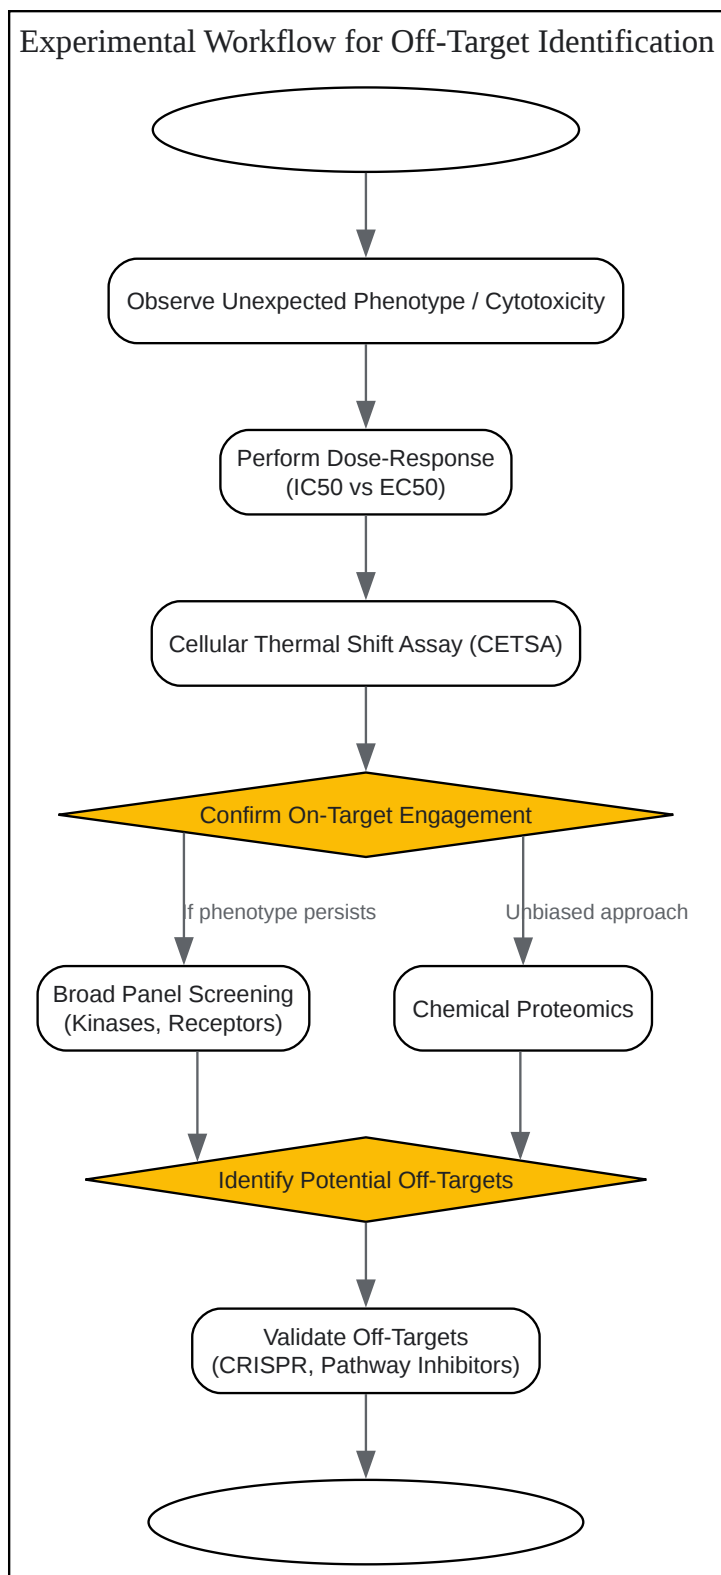 Experimental Workflow for Off-Target Identification
Observe Unexpected Phenotype / Cytotoxicity
Perform Dose-Response
(IC50 vs EC50)
Cellular Thermal Shift Assay (CETSA)
Confirm On-Target Engagement
If phenotype persists
Unbiased approach
Broad Panel Screening
(Kinases, Receptors)
Chemical Proteomics
Identify Potential Off-Targets
Validate Off-Targets
(CRISPR, Pathway Inhibitors)